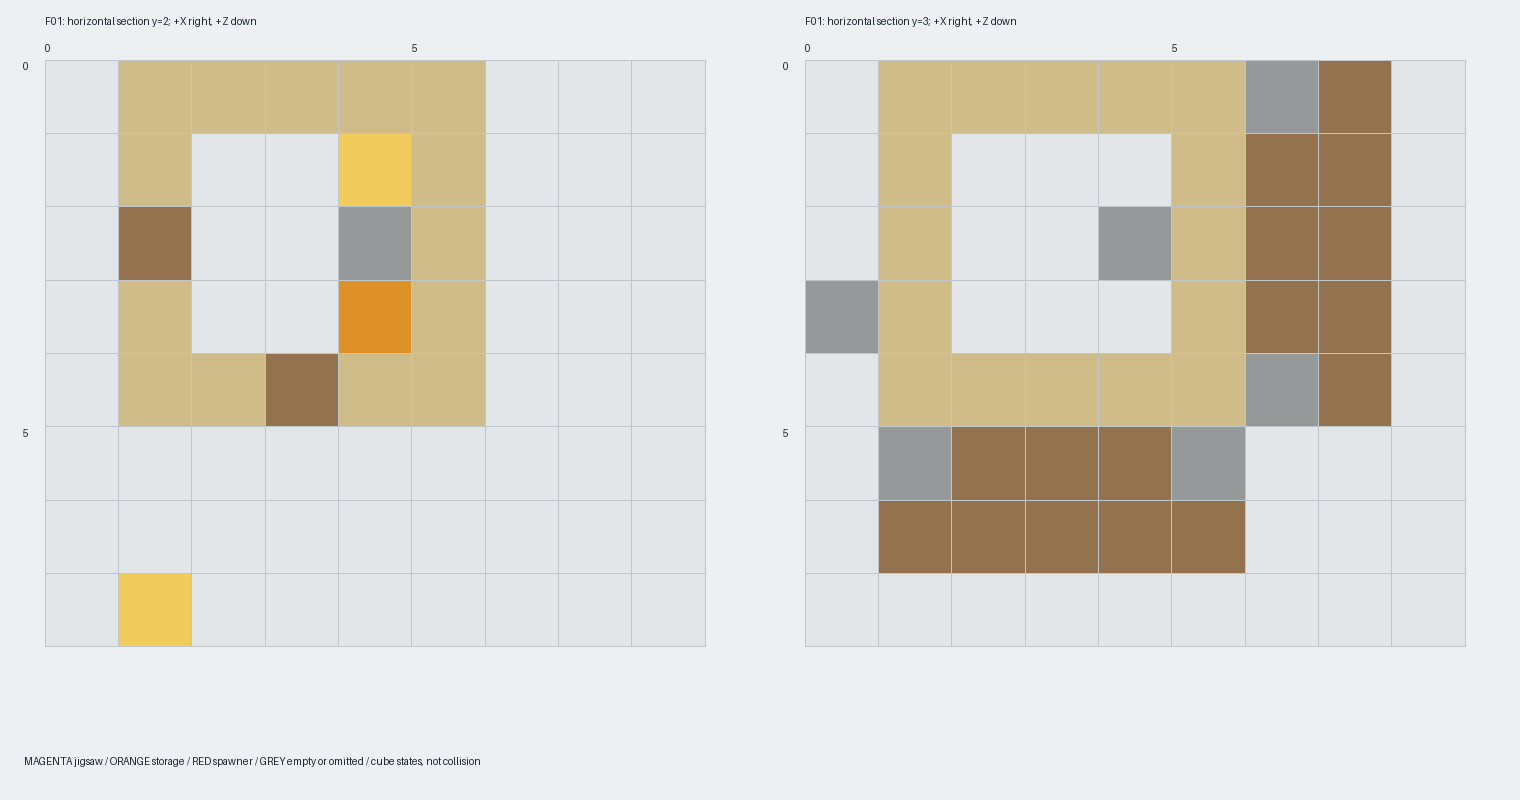 F01: horizontal section y=2; +X right, +Z down
F01: horizontal section y=3; +X right, +Z down
0 5
0 5
0
0
5
5
MAGENTA jigsaw / ORANGE storage / RED spawner / GREY empty or omitted / cube states, not collision